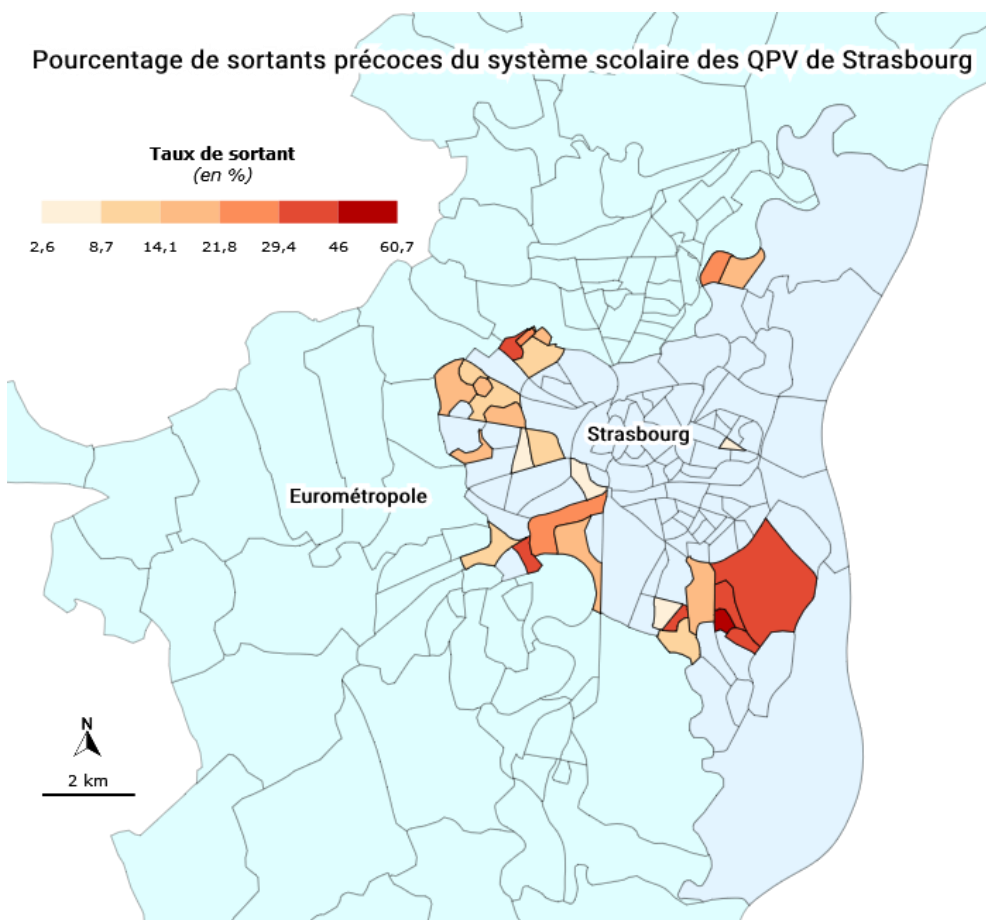 Pourcentage de sortants précoces du système scolaire des QPV de Strasbourg
Taux de sortant
(en %)
2,6 8,7 14,1 21,8 29,4 46 60,7
Strasbourg
Eurométropole
N
2 km